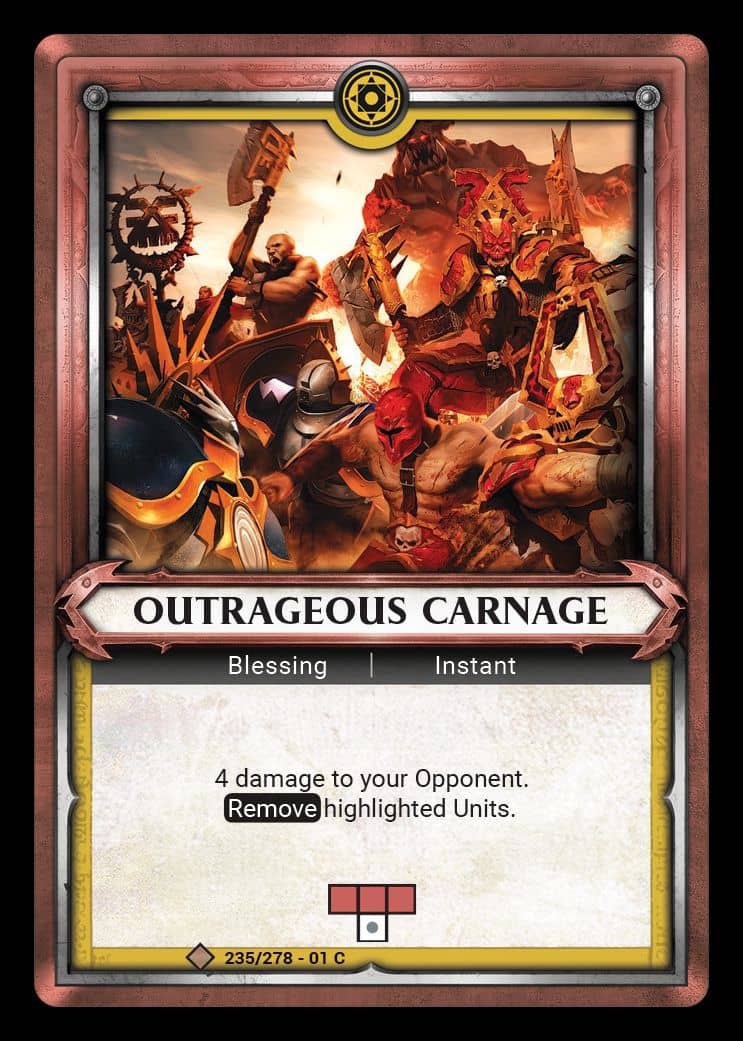 OUTRAGEOUS CARNAGE
Blessing | Instant
4 damage to your Opponent.
Remove highlighted Units.
235/278 - 01 C